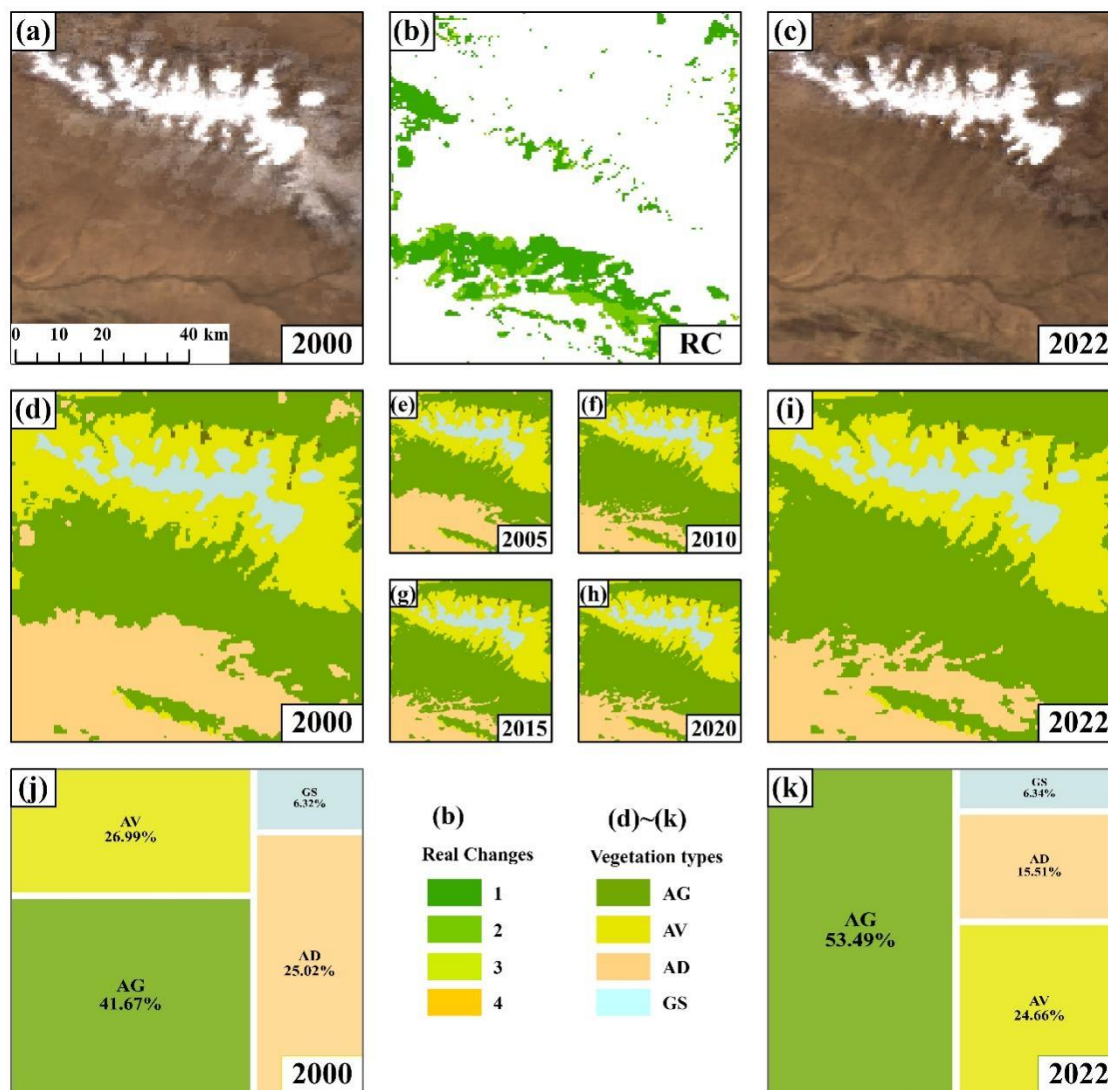 (a)
0 10 20 40 km
2000
(b)
RC
(c)
2022
(d)
2000
(e)
2005
(f)
2010
(g)
2015
(h)
2020
(i)
2022
(j)
AV
26.99%
AG
41.67%
GS
6.32%
AD
25.02%
2000
(b)
Real Changes
1
2
3
4
(d)~(k)
Vegetation types
AG
AV
AD
GS
(k)
AG
53.49%
GS
6.34%
AD
15.51%
AV
24.66%
2022